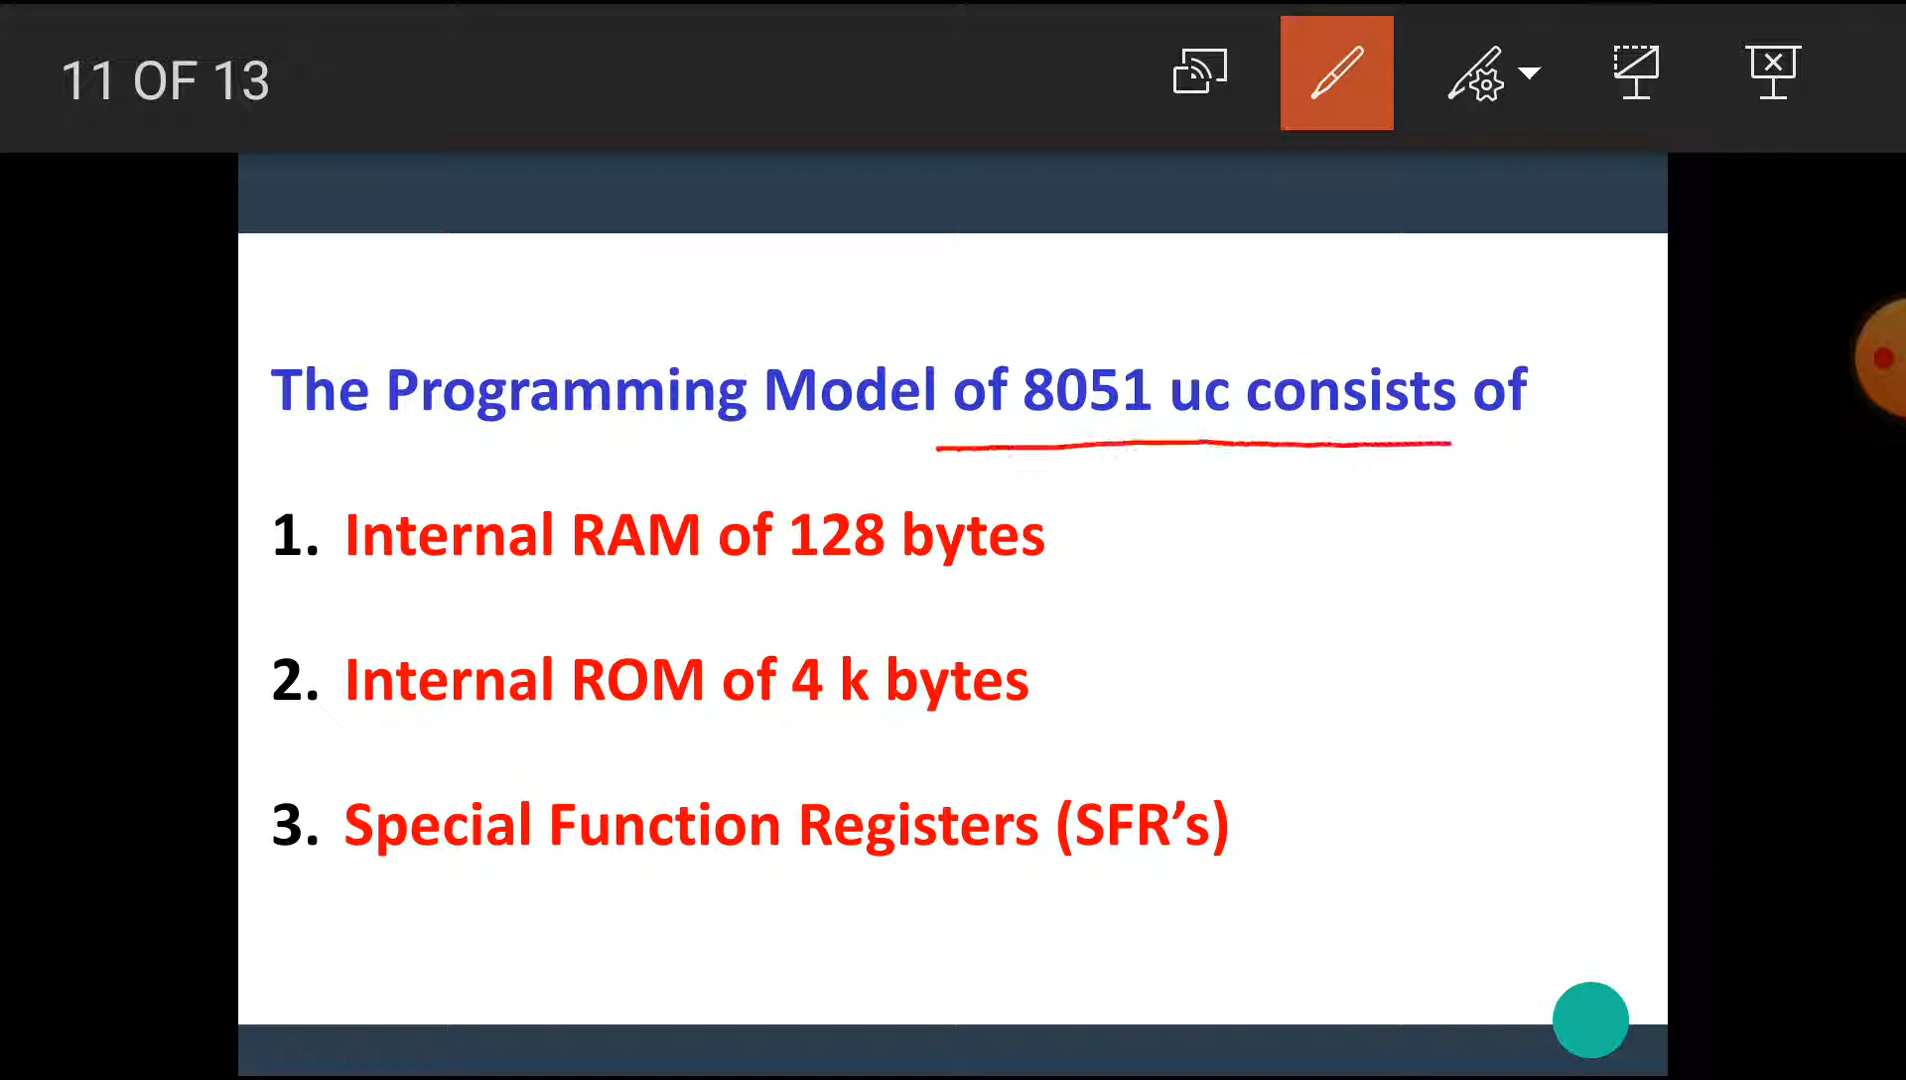 11 OF 13
The Programming Model of 8051 uc consists of
1. Internal RAM of 128 bytes
2. Internal ROM of 4 k bytes
3. Special Function Registers (SFR’s)